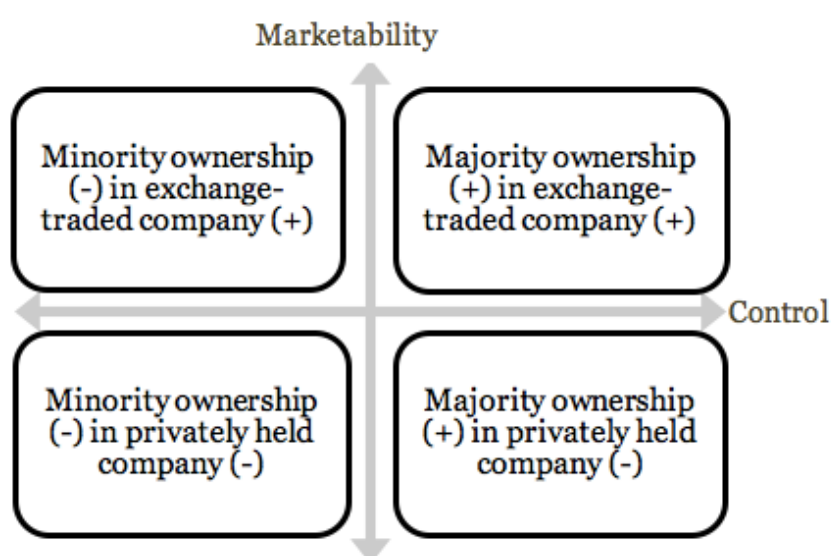 Marketability
Minority ownership
(-) in exchange-
traded company (+)
Majority ownership
(+) in exchange-
traded company (+)
Control
Minority ownership
(-) in privately held
company (-)
Majority ownership
(+) in privately held
company (-)